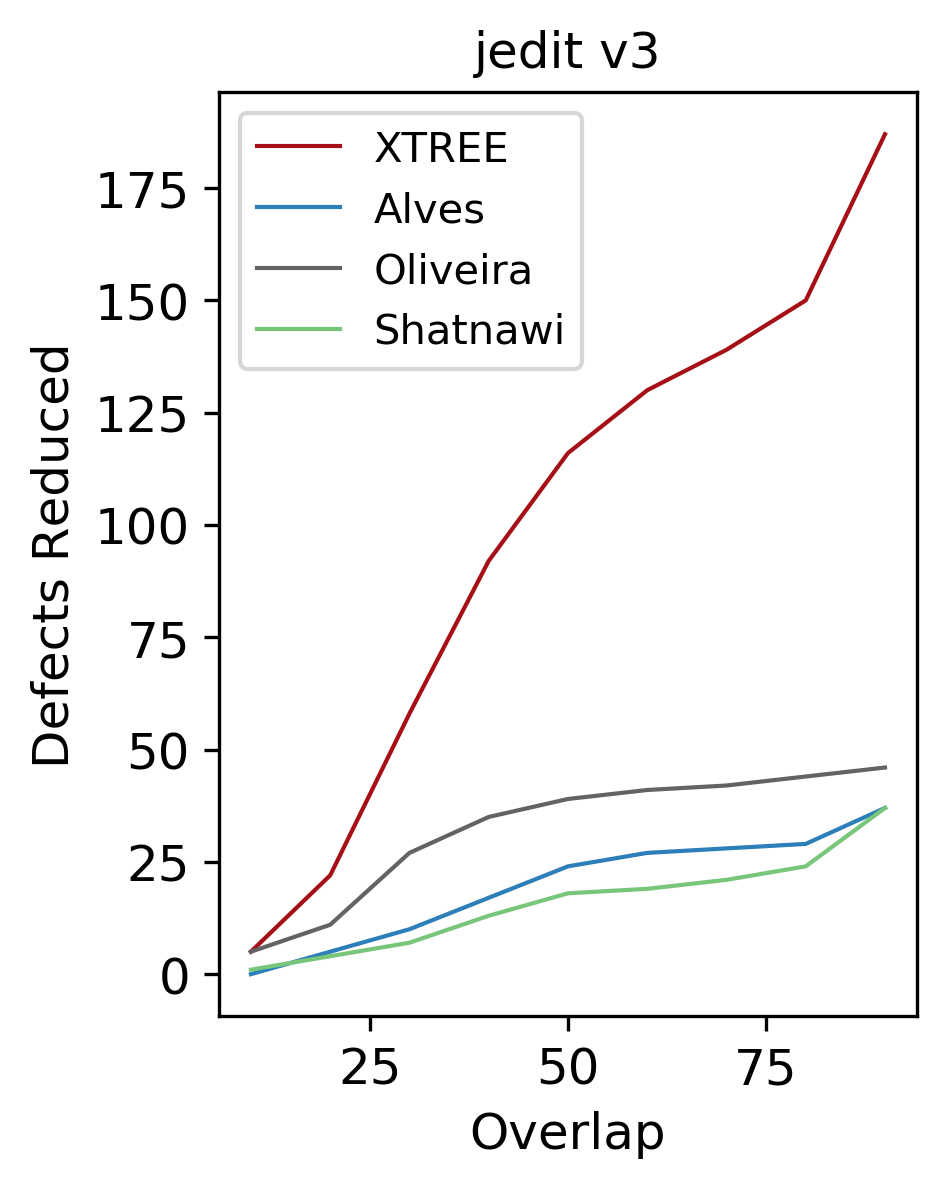 jedit v3
XTREE
Alves
Oliveira
Shatnawi
175
150
125
100
75
50
25
0
Defects Reduced
25 50 75
Overlap